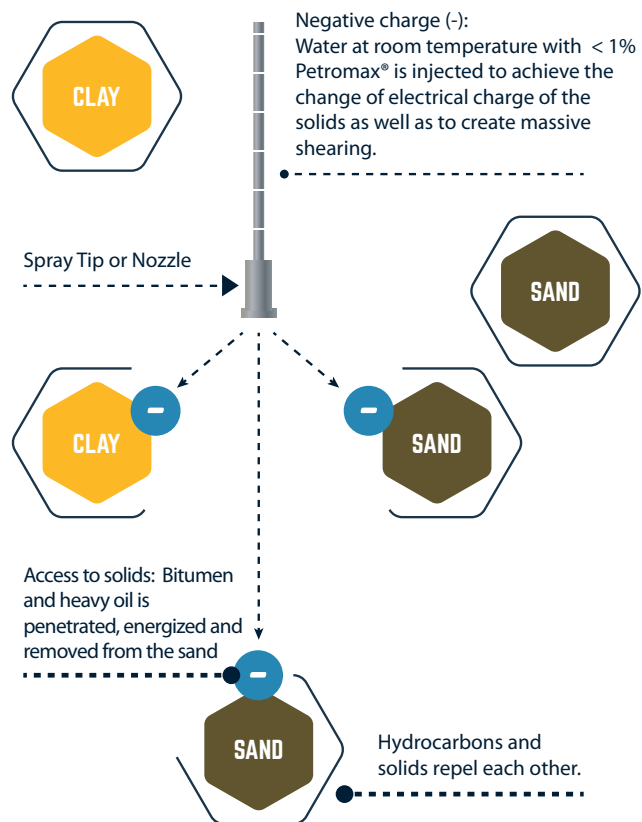 CLAY
Negative charge (-):
Water at room temperature with < 1%
Petromax® is injected to achieve the
change of electrical charge of the
solids as well as to create massive
shearing.
Spray Tip or Nozzle
SAND
CLAY
-
-
SAND
Access to solids: Bitumen
and heavy oil is
penetrated, energized and
removed from the sand
-
SAND
Hydrocarbons and
solids repel each other.